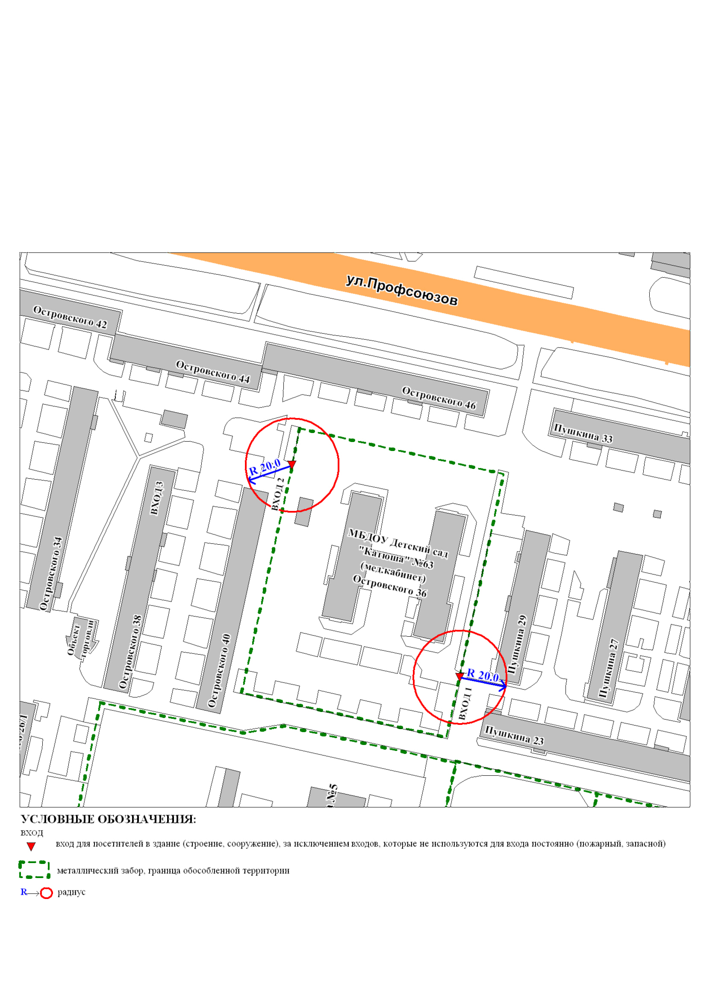 ул.Профсоюзов
Островского 42
Островского 44
Островского 46
Пушкина 33
R 20.0
ВХОД 2
ВХОД 3
МБДОУ Детский сад
"Катюша" №63
(мед.кабинет)
Островского 36
Островского 34
Объект
торговли
Островского 38
Островского 40
Пушкина 29
Пушкина 27
R 20.0
ВХОД 1
Пушкина 23
26/1
№5
УСЛОВНЫЕ ОБОЗНАЧЕНИЯ:
ВХОД
вход для посетителей в здание (строение, сооружение), за исключением входов, которые не используются для входа постоянно (пожарный, запасной)
металлический забор, граница обособленной территории
R
радиус